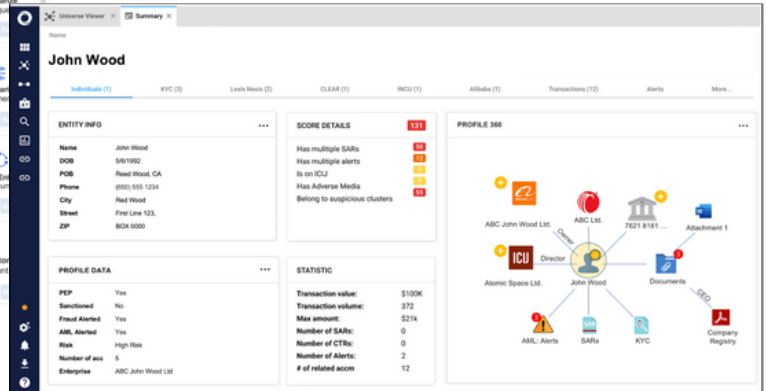 Universe Viewer
Summary
Name
John Wood
Individuals (1)
KYC (3)
Lexis Nexis (2)
CLEAR (1)
INCU (1)
Alibaba (1)
Transactions (12)
Alerts
More...
ENTITY INFO
Name John Wood
DOB 5/6/1992
POB Reed Wood, CA
Phone (650) 555 1234
City Red Wood
Street First Line 123,
ZIP BOX 0000
SCORE DETAILS 131
Has mulitiple SARs 50
Has mulitiple alerts 12
Is on ICIJ
Has Adverse Media
Belong to suspicious clusters 55
PROFILE 360
ABC John Wood Ltd.
ABC Ltd.
7621 8181 ...
Attachment 1
Owner
ICU
Director
Atomic Space Ltd.
John Wood
3
Documents
CEO
3
AML: Alerts
SAR
SARs
KYC
Company
Registry
PROFILE DATA
PEP Yes
Sanctioned No
Fraud Alerted Yes
AML Alerted Yes
Risk High Risk
Number of acc 5
Enterprise ABC John Wood Ltd
STATISTIC
Transaction value: $100K
Transaction volume: 372
Max amount: $21k
Number of SARs: 0
Number of CTRs: 0
Number of Alerts: 2
# of related accm 12